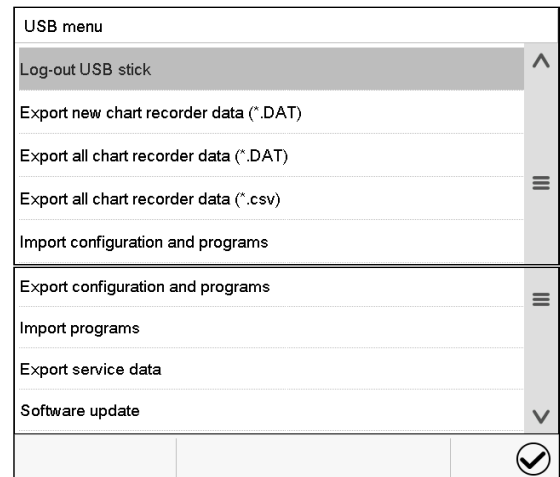 USB menu
Log-out USB stick
Export new chart recorder data (*.DAT)
Export all chart recorder data (*.DAT)
Export all chart recorder data (*.csv)
Import configuration and programs
Export configuration and programs
Import programs
Export service data
Software update